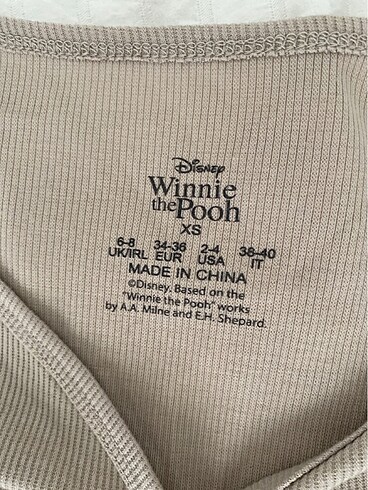 Disney
Winnie
the Pooh
XS
6-8 34-36 2-4 38-40
UK/IRL EUR USA IT
MADE IN CHINA
©Disney. Based on the
"Winnie the Pooh" works
by A.A. Milne and E.H. Shepard.